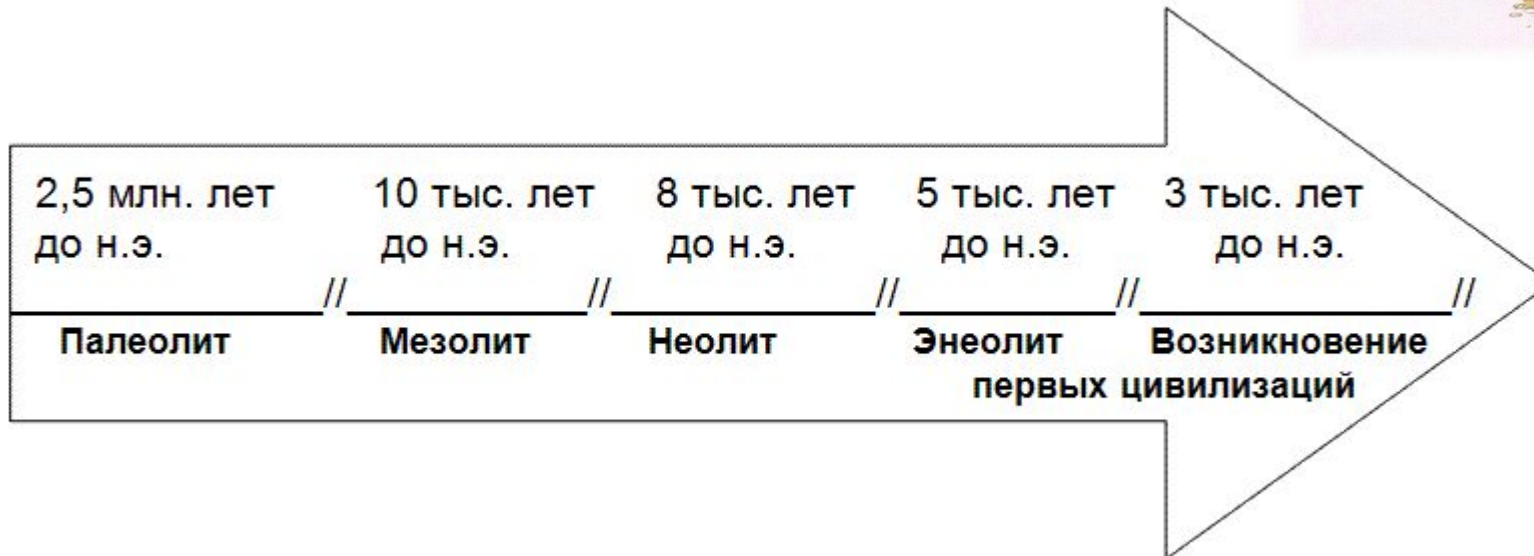 2,5 млн. лет 10 тыс. лет 8 тыс. лет 5 тыс. лет 3 тыс. лет
до н.э. до н.э. до н.э. до н.э. до н.э.
// // // // //
Палеолит Мезолит Неолит Энеолит Возникновение
первых цивилизаций